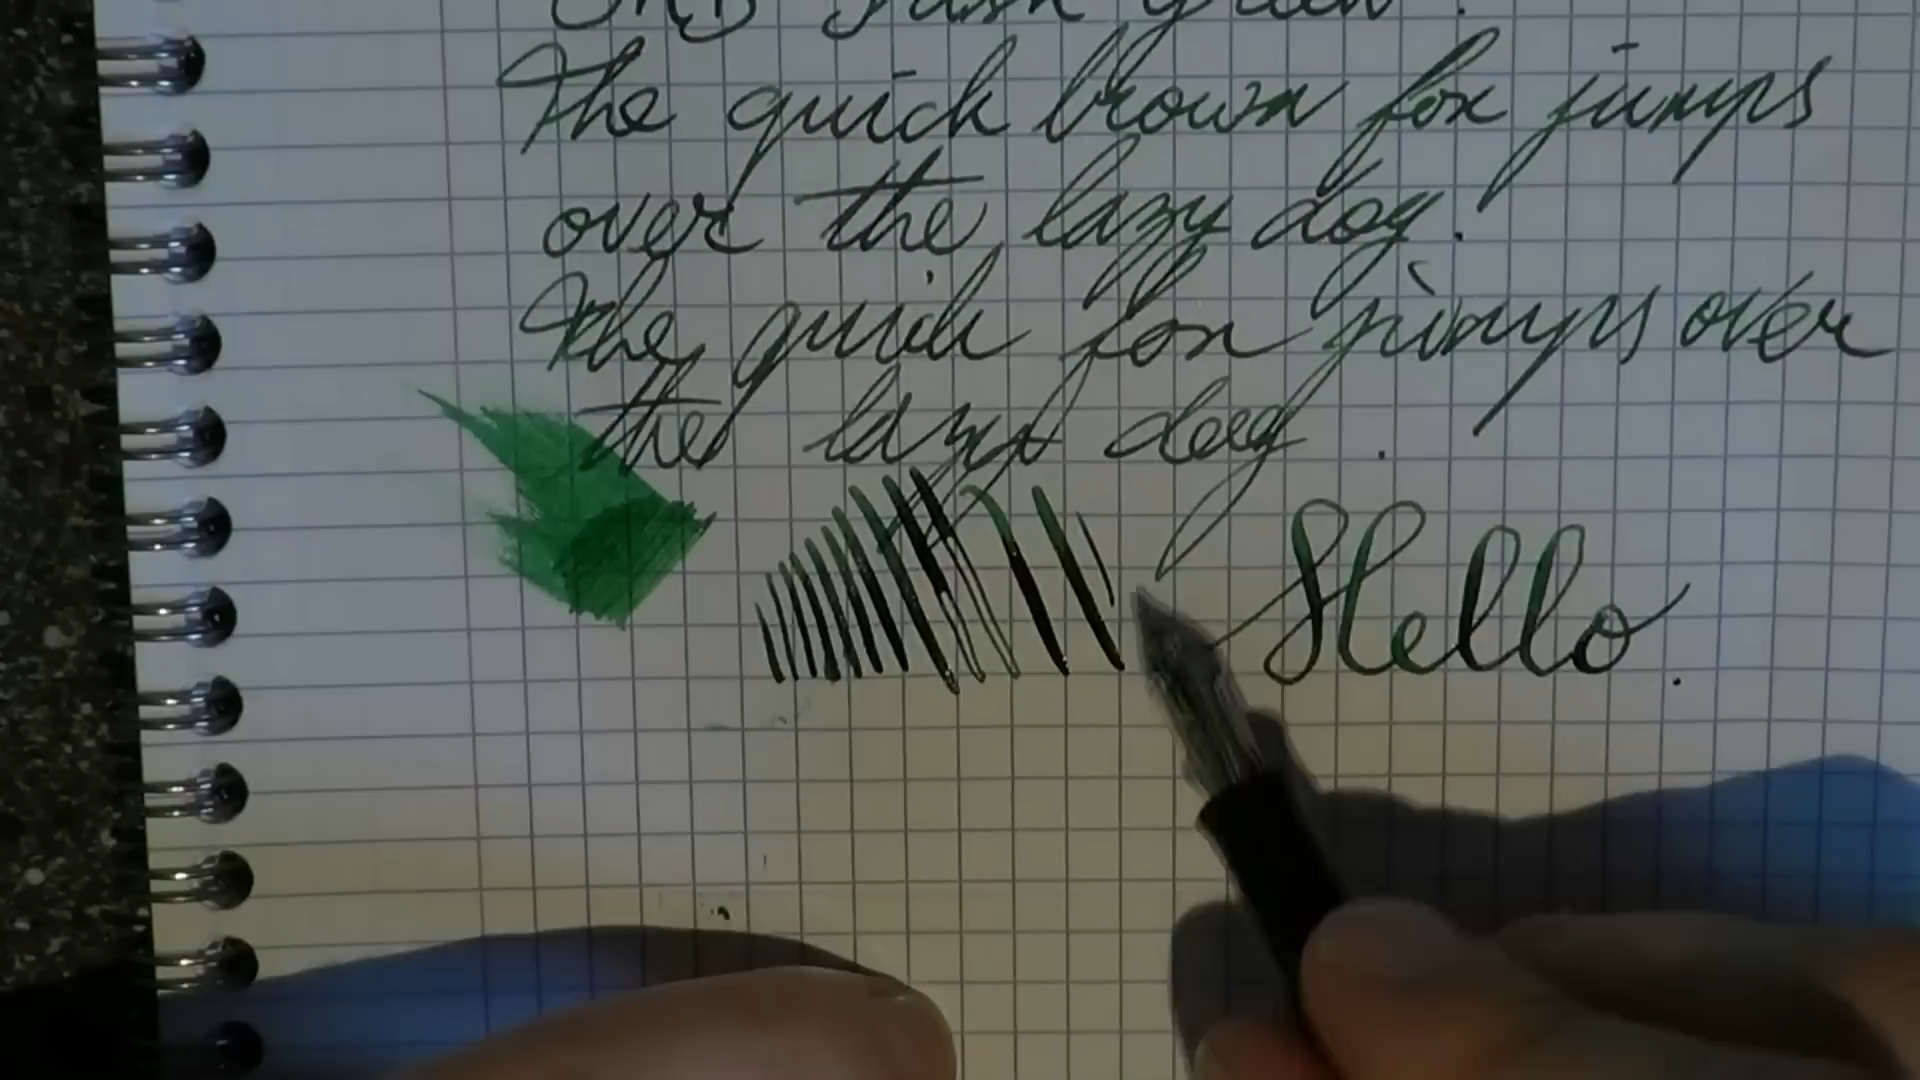 The quick brown fox jumps
over the lazy dog.
The quick fox jumps over
the lazy dog.
Hello.